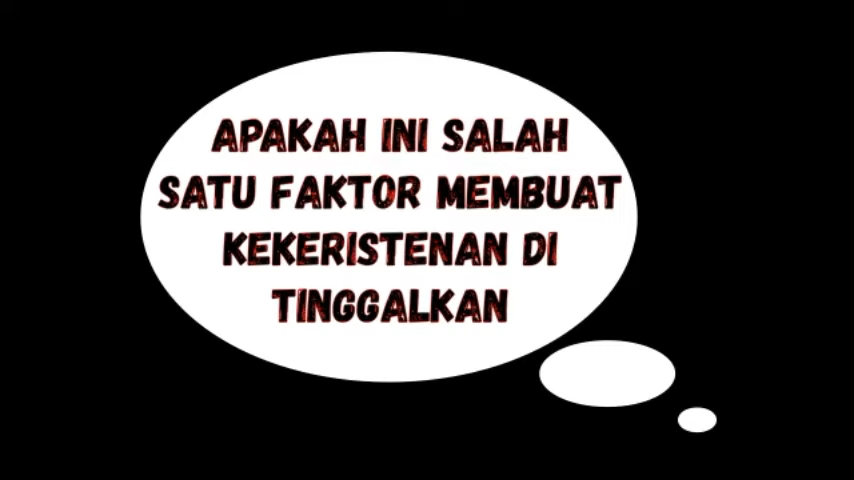 APAKAH INI SALAH
SATU FAKTOR MEMBUAT
KEKERISTENAN DI
TINGGALKAN